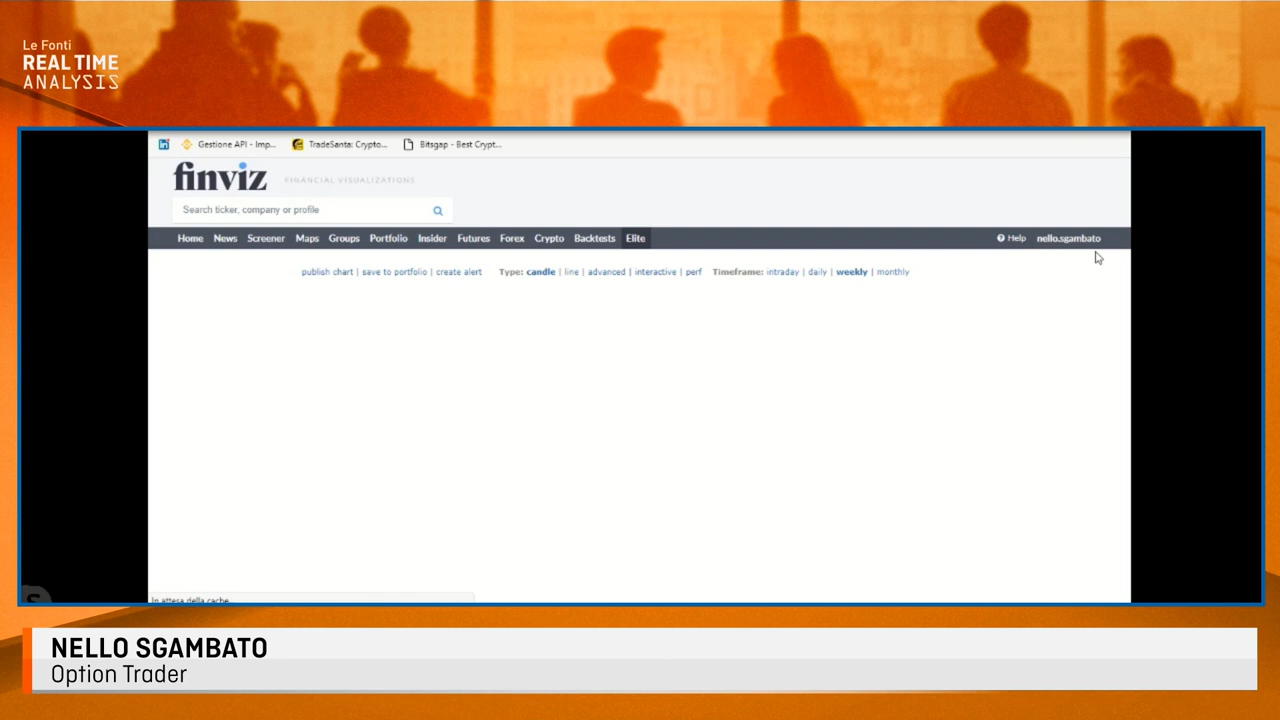 Le Fonti
REAL TIME
ANALYSIS
Gestione API - Imp... TradeSanta: Crypto... Bitsgap - Best Crypt...
finviz FINANCIAL VISUALIZATIONS
Search ticker, company or profile
Home News Screener Maps Groups Portfolio Insider Futures Forex Crypto Backtests Elite Help nello.sgambato
publish chart | save to portfolio | create alert Type: candle | line | advanced | interactive | perf Timeframe: intraday | daily | weekly | monthly
In attesa della cache...
NELLO SGAMBATO
Option Trader